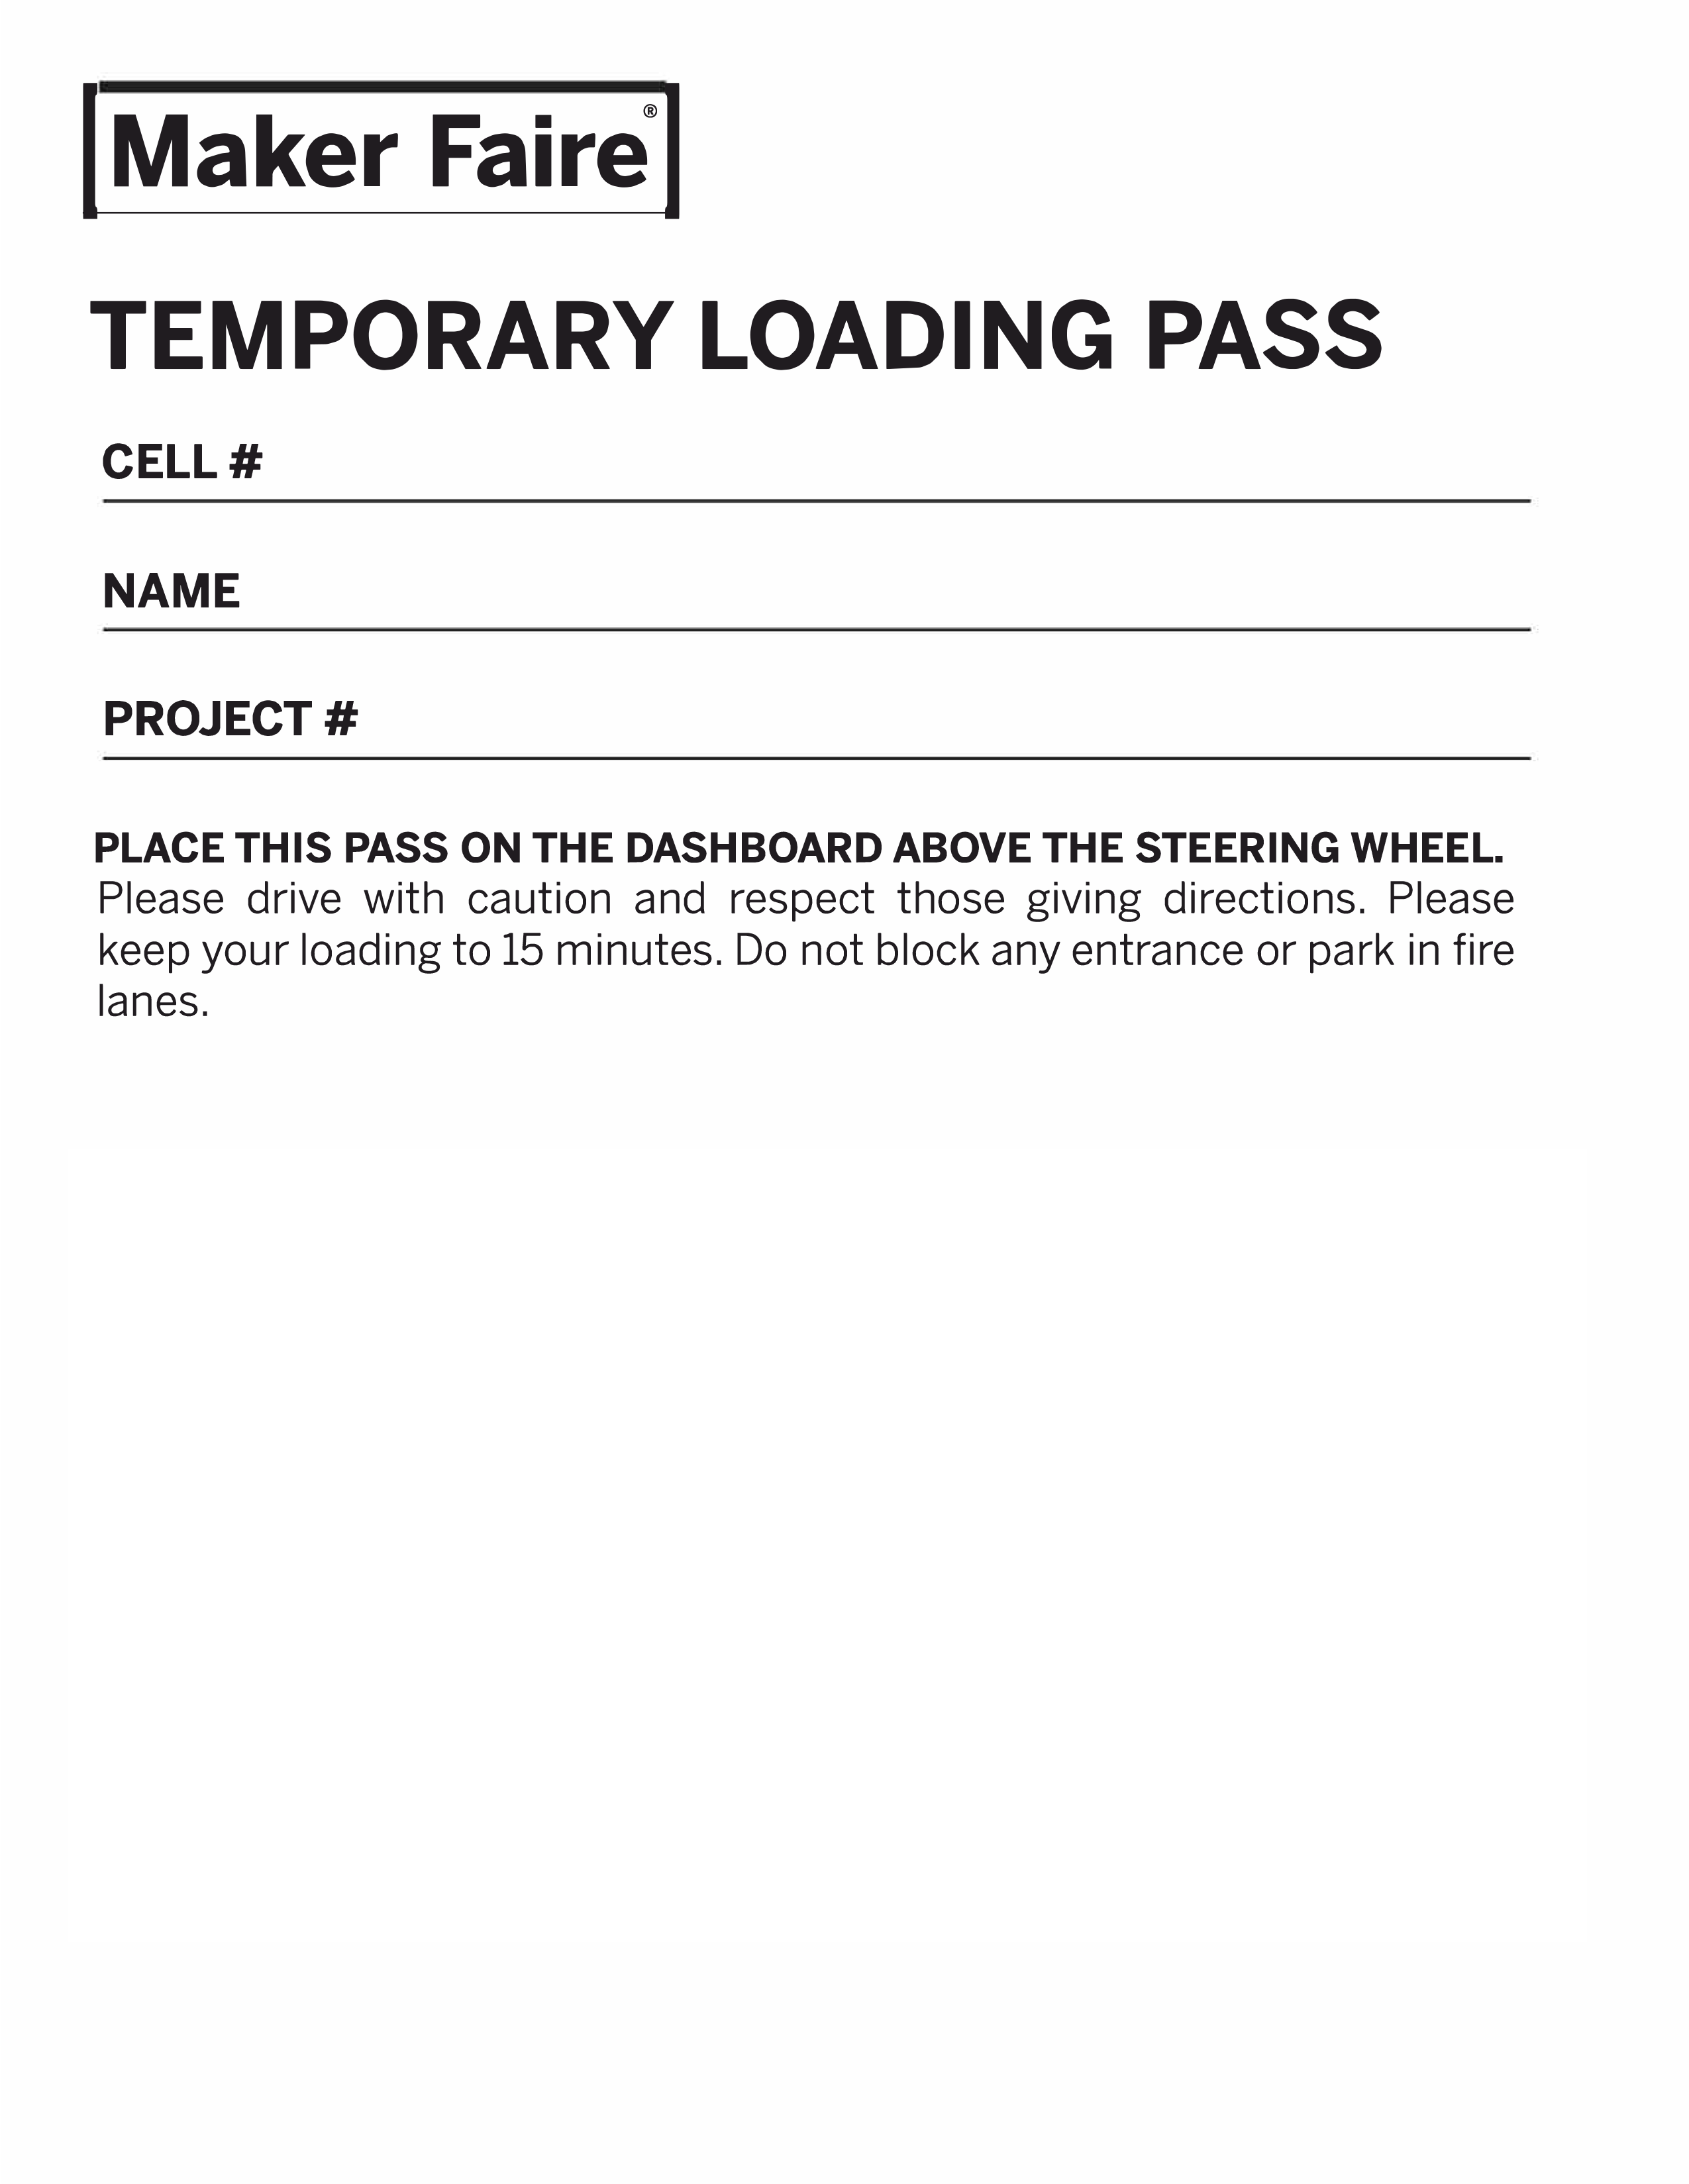 Maker Faire®
TEMPORARY LOADING PASS
CELL #
NAME
PROJECT #
PLACE THIS PASS ON THE DASHBOARD ABOVE THE STEERING WHEEL.
Please drive with caution and respect those giving directions. Please
keep your loading to 15 minutes. Do not block any entrance or park in fire
lanes.